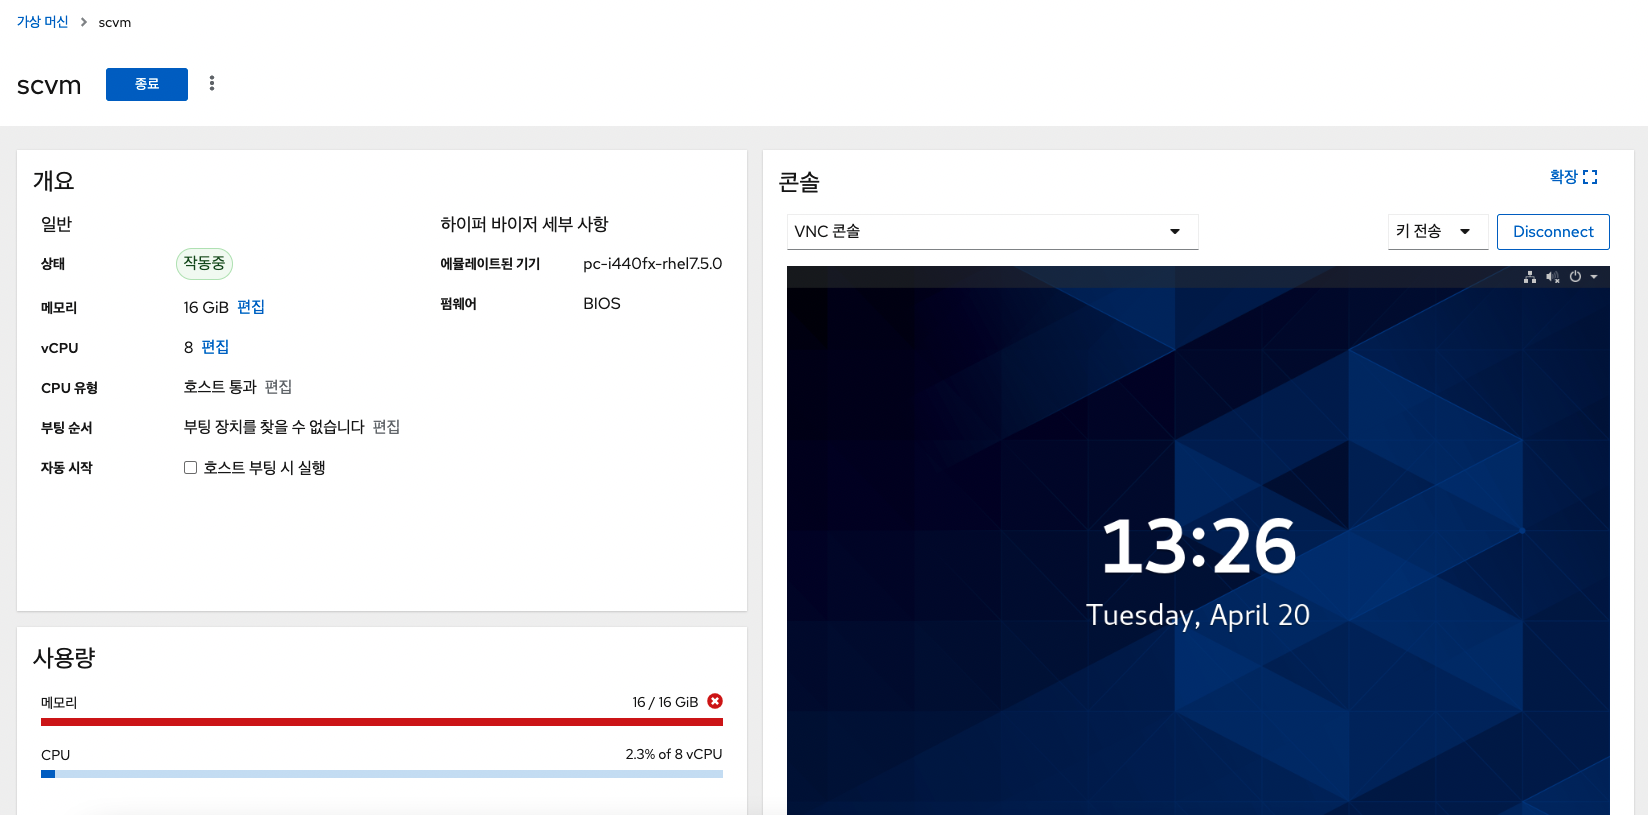 가상 머신 > scvm
scvm 종료
개요
일반
상태 작동중
메모리 16 GiB 편집
vCPU 8 편집
CPU 유형 호스트 통과 편집
부팅 순서 부팅 장치를 찾을 수 없습니다 편집
자동 시작 호스트 부팅 시 실행
하이퍼 바이저 세부 사항
에뮬레이트된 기기 pc-i440fx-rhel7.5.0
펌웨어 BIOS
사용량
메모리 16 / 16 GiB
CPU 2.3% of 8 vCPU
콘솔 확장
VNC 콘솔 키 전송 Disconnect
13:26
Tuesday, April 20